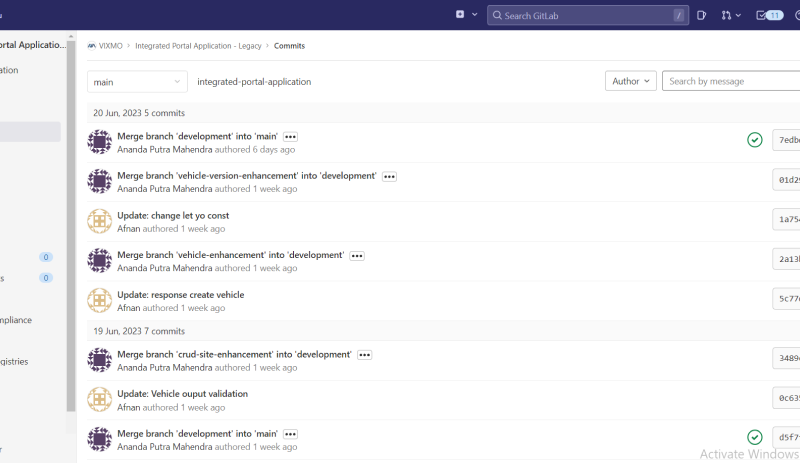 Search GitLab /
11
ortal Applicatio...
VIXMO > Integrated Portal Application - Legacy > Commits
ation
main
integrated-portal-application
Author
Search by message
20 Jun, 2023 5 commits
Merge branch 'development' into 'main' •••
Ananda Putra Mahendra authored 6 days ago
7edb
Merge branch 'vehicle-version-enhancement' into 'development' •••
Ananda Putra Mahendra authored 1 week ago
01d29
Update: change let yo const
Afnan authored 1 week ago
1a754
Merge branch 'vehicle-enhancement' into 'development' •••
Ananda Putra Mahendra authored 1 week ago
2a13
0
s 0
Update: response create vehicle
Afnan authored 1 week ago
5c77
mpliance
19 Jun, 2023 7 commits
gistries
Merge branch 'crud-site-enhancement' into 'development' •••
Ananda Putra Mahendra authored 1 week ago
3489
Update: Vehicle ouput validation
Afnan authored 1 week ago
0c635
Merge branch 'development' into 'main' •••
Ananda Putra Mahendra authored 1 week ago
d5f7
Activate Windows